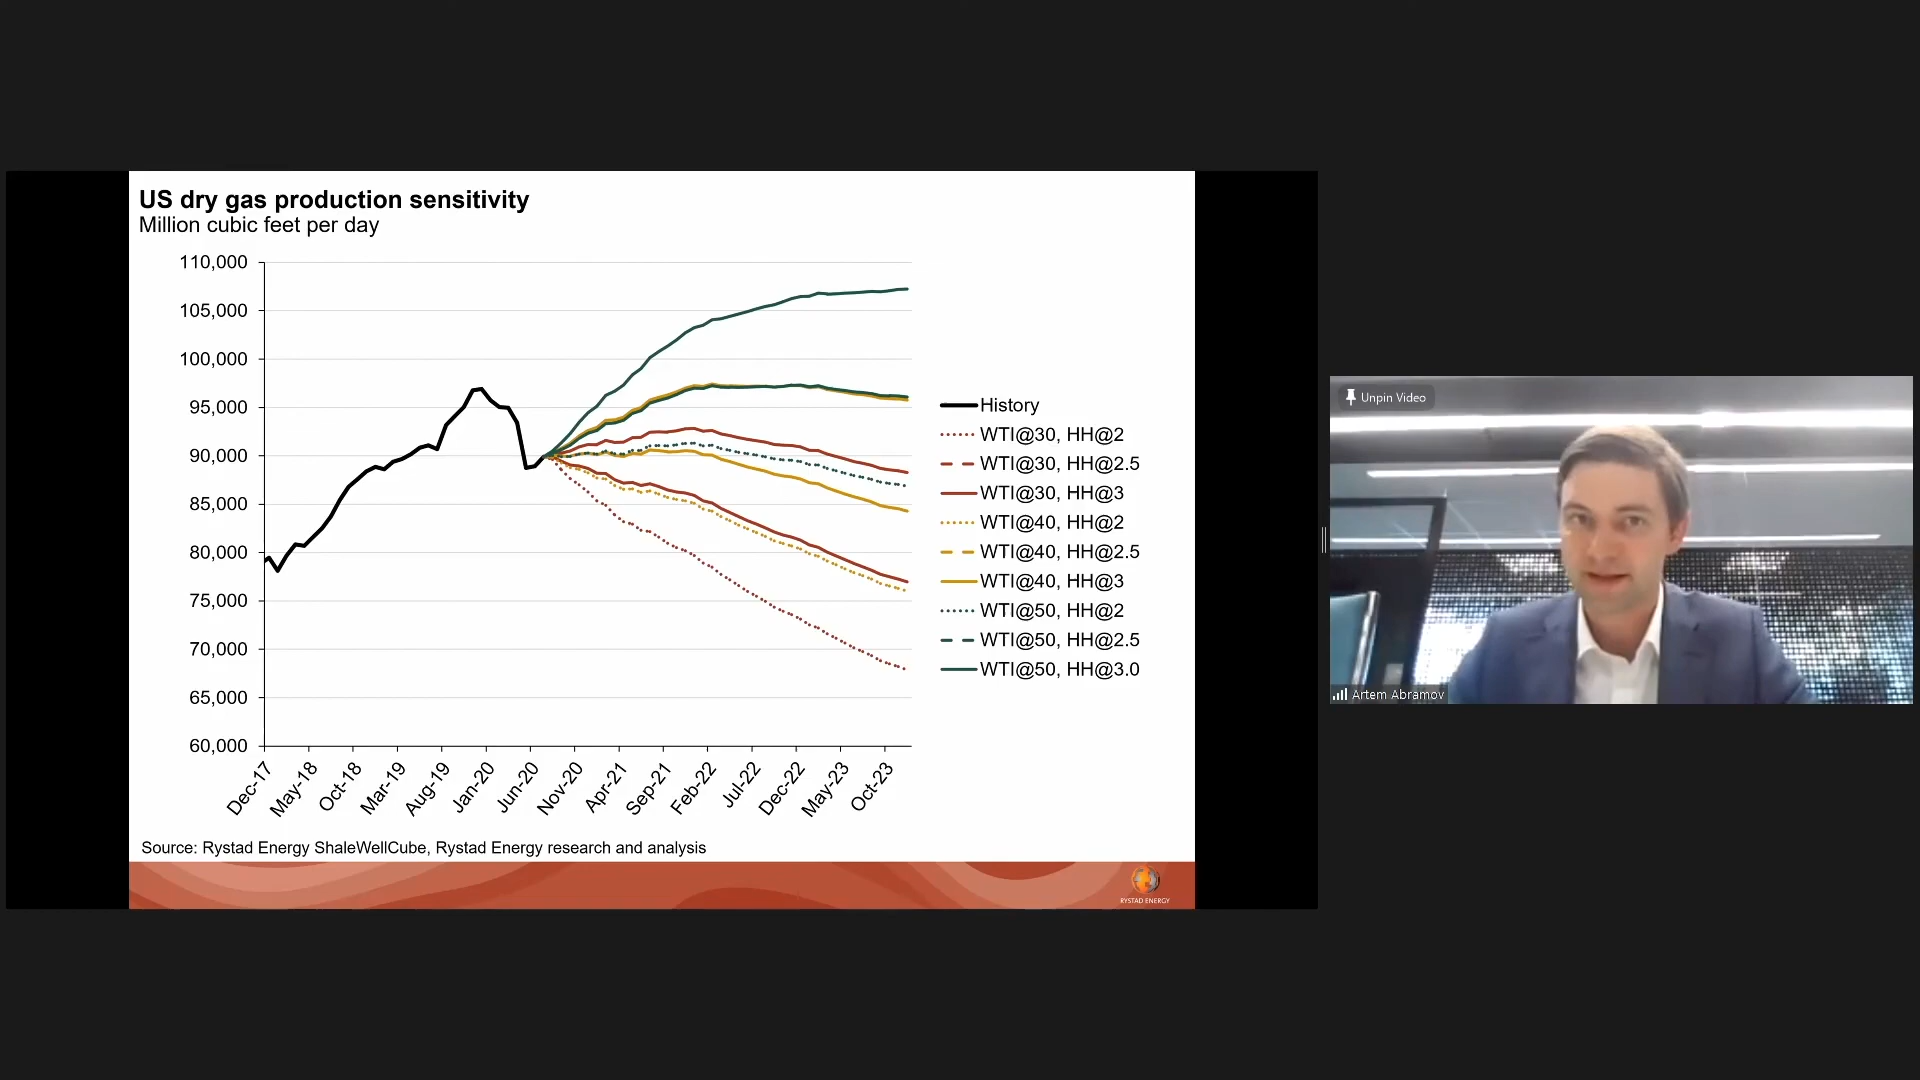 US dry gas production sensitivity
Million cubic feet per day
110,000
105,000
100,000
95,000
90,000
85,000
80,000
75,000
70,000
65,000
60,000
Dec-17
May-18
Oct-18
Mar-19
Aug-19
Jan-20
Jun-20
Nov-20
Apr-21
Sep-21
Feb-22
Jul-22
Dec-22
May-23
Oct-23
History
WTI@30, HH@2
WTI@30, HH@2.5
WTI@30, HH@3
WTI@40, HH@2
WTI@40, HH@2.5
WTI@40, HH@3
WTI@50, HH@2
WTI@50, HH@2.5
WTI@50, HH@3.0
Source: Rystad Energy ShaleWellCube, Rystad Energy research and analysis
RYSTAD ENERGY
Unpin Video
Artem Abramov